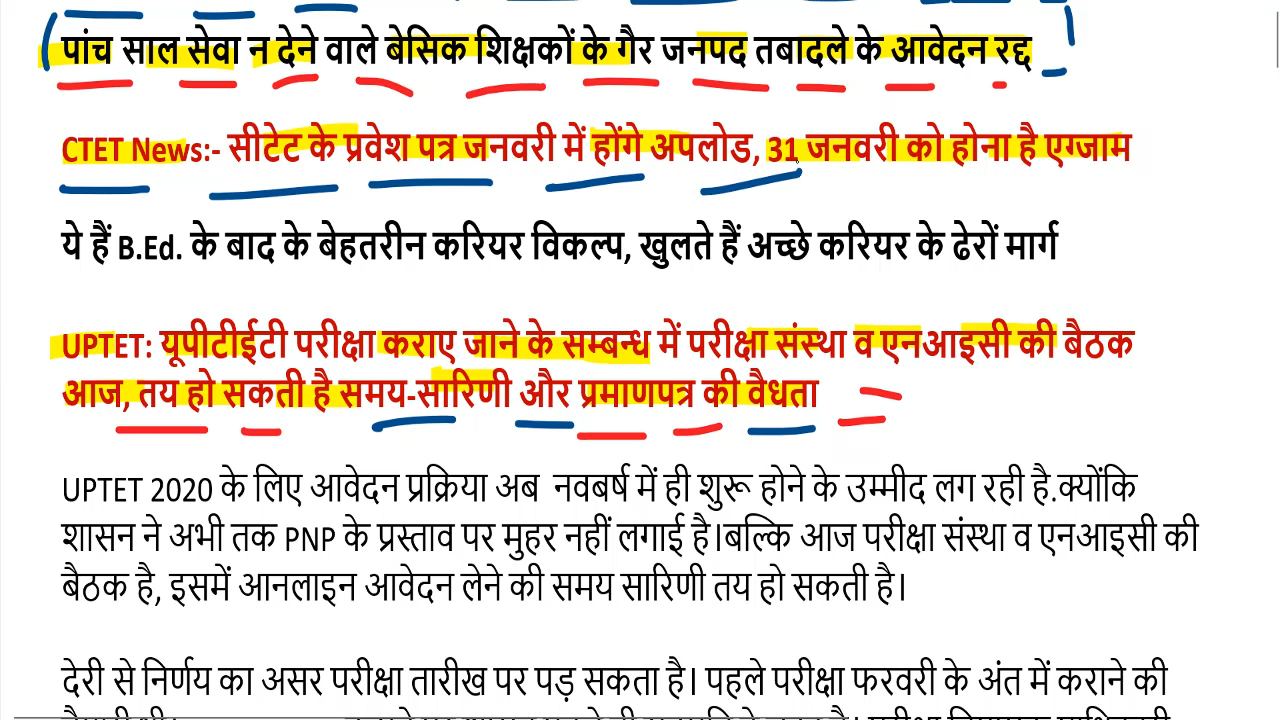 पांच साल सेवा न देने वाले बेसिक शिक्षकों के गैर जनपद तबादले के आवेदन रद्द
CTET News:- सीटेट के प्रवेश पत्र जनवरी में होंगे अपलोड, 31 जनवरी को होना है एग्जाम
ये हैं B.Ed. के बाद के बेहतरीन करियर विकल्प, खुलते हैं अच्छे करियर के ढेरों मार्ग
UPTET: यूपीटीईटी परीक्षा कराए जाने के सम्बन्ध में परीक्षा संस्था व एनआइसी की बैठक
आज, तय हो सकती है समय-सारिणी और प्रमाणपत्र की वैधता
UPTET 2020 के लिए आवेदन प्रक्रिया अब नवबर्ष में ही शुरू होने के उम्मीद लग रही है.क्योंकि
शासन ने अभी तक PNP के प्रस्ताव पर मुहर नहीं लगाई है।बल्कि आज परीक्षा संस्था व एनआइसी की
बैठक है, इसमें आनलाइन आवेदन लेने की समय सारिणी तय हो सकती है।
देरी से निर्णय का असर परीक्षा तारीख पर पड़ सकता है। पहले परीक्षा फरवरी के अंत में कराने की